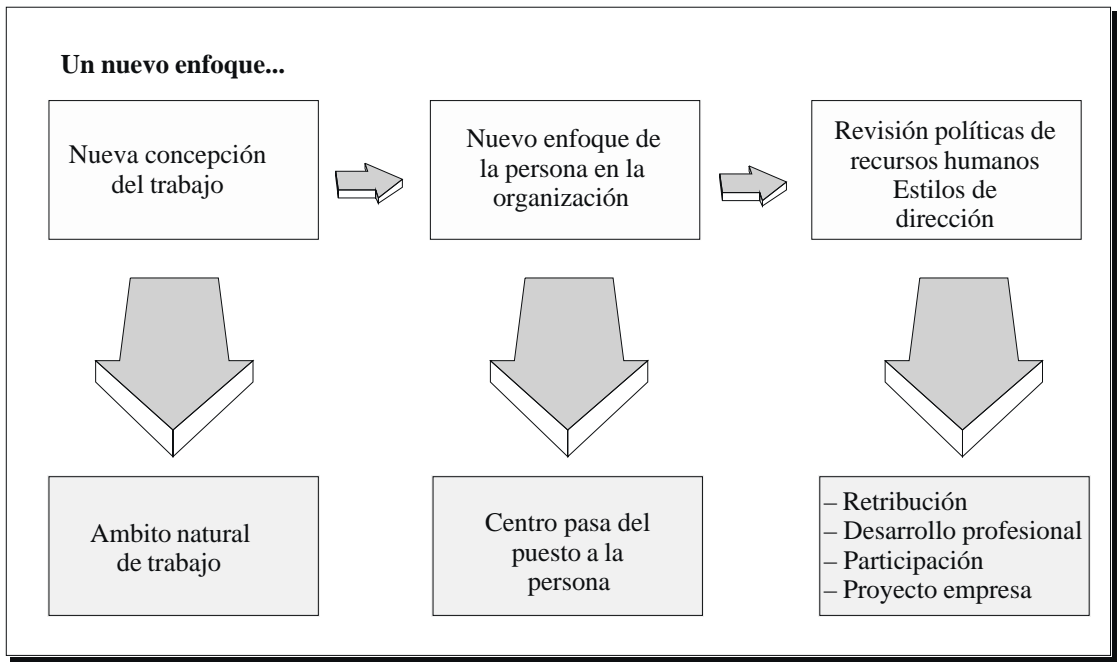 Un nuevo enfoque...
Nueva concepción
del trabajo
Nuevo enfoque de
la persona en la
organización
Revisión políticas de
recursos humanos
Estilos de
dirección
Ambito natural
de trabajo
Centro pasa del
puesto a la
persona
– Retribución
– Desarrollo profesional
– Participación
– Proyecto empresa